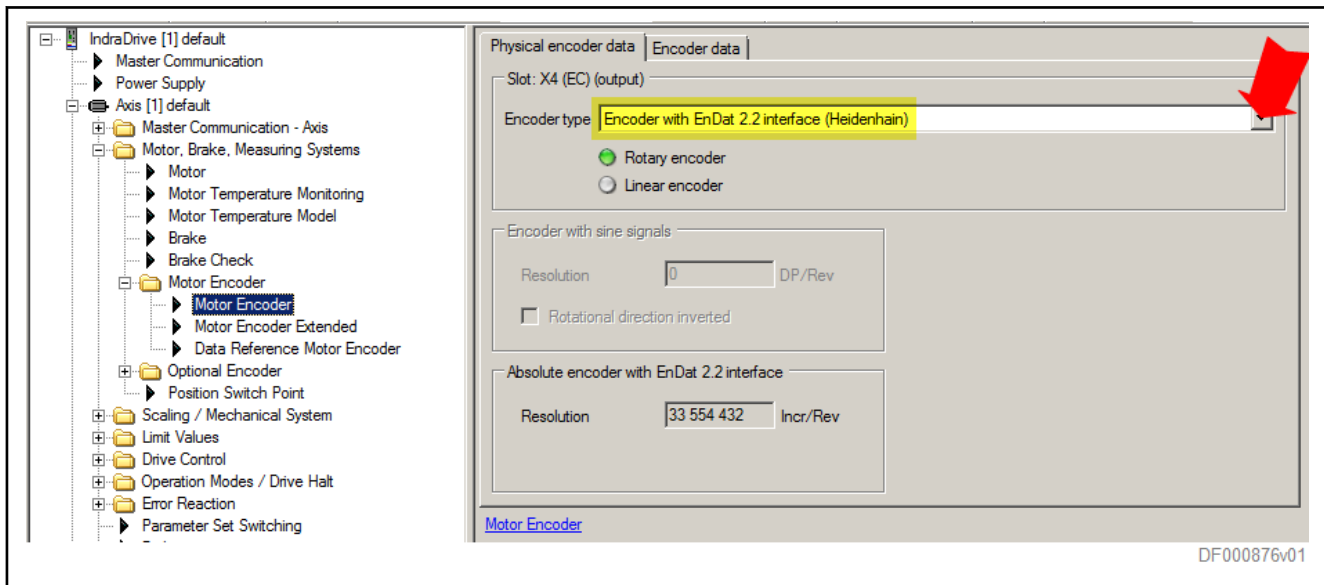 IndraDrive [1] default
Master Communication
Power Supply
Axis [1] default
Master Communication - Axis
Motor, Brake, Measuring Systems
Motor
Motor Temperature Monitoring
Motor Temperature Model
Brake
Brake Check
Motor Encoder
Motor Encoder
Motor Encoder Extended
Data Reference Motor Encoder
Optional Encoder
Position Switch Point
Scaling / Mechanical System
Limit Values
Drive Control
Operation Modes / Drive Halt
Error Reaction
Parameter Set Switching
Physical encoder data Encoder data
Slot: X4 (EC) (output)
Encoder type Encoder with EnDat 2.2 interface (Heidenhain)
Rotary encoder
Linear encoder
Encoder with sine signals
Resolution 0 DP/Rev
Rotational direction inverted
Absolute encoder with EnDat 2.2 interface
Resolution 33 554 432 Incr/Rev
Motor Encoder
DF000876v01